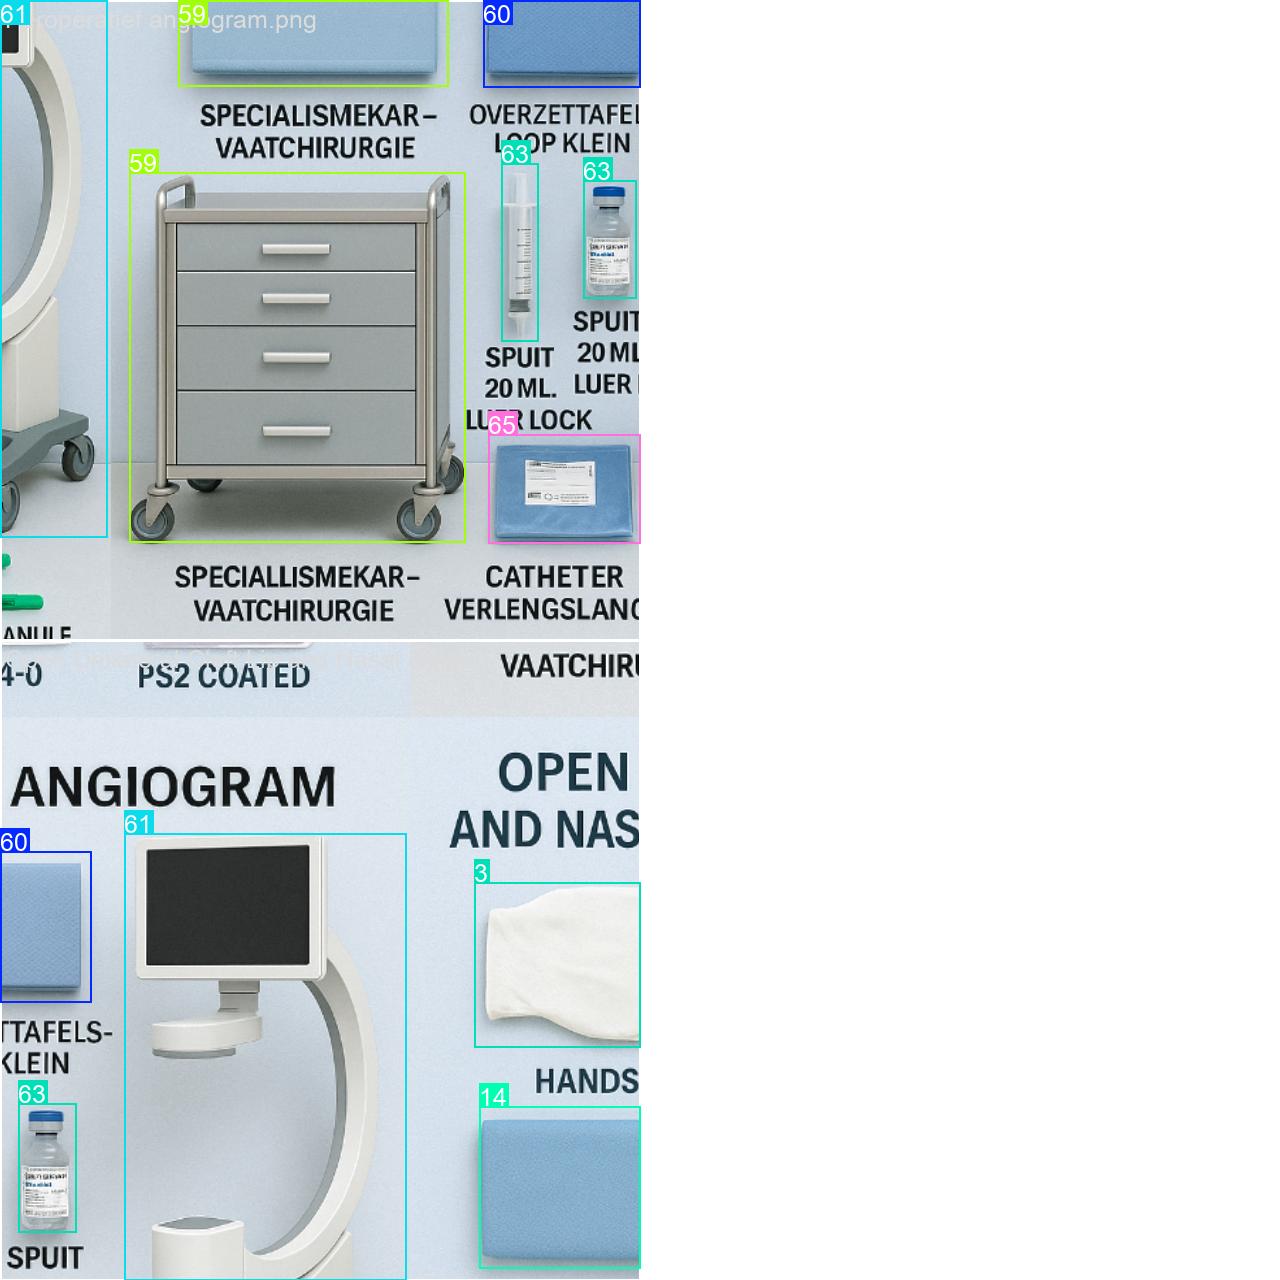 61
59
60
operatief angiogram.png
SPECIALISMEKAR–
VAATCHIRURGIE
OVERZETTAFEL
LOOP KLEIN
59
63
63
SPUIT
20 ML.
LUER LOCK
SPUIT
20 ML
LUER
65
SPECIALLISMEKAR–
VAATCHIRURGIE
CATHETER
VERLENGSLANG
ANULE
4-0
PS2 COATED
VAATCHIRU
ANGIOGRAM
OPEN
AND NAS
61
60
3
TTAFELS-
KLEIN
HANDS
63
14
SPUIT